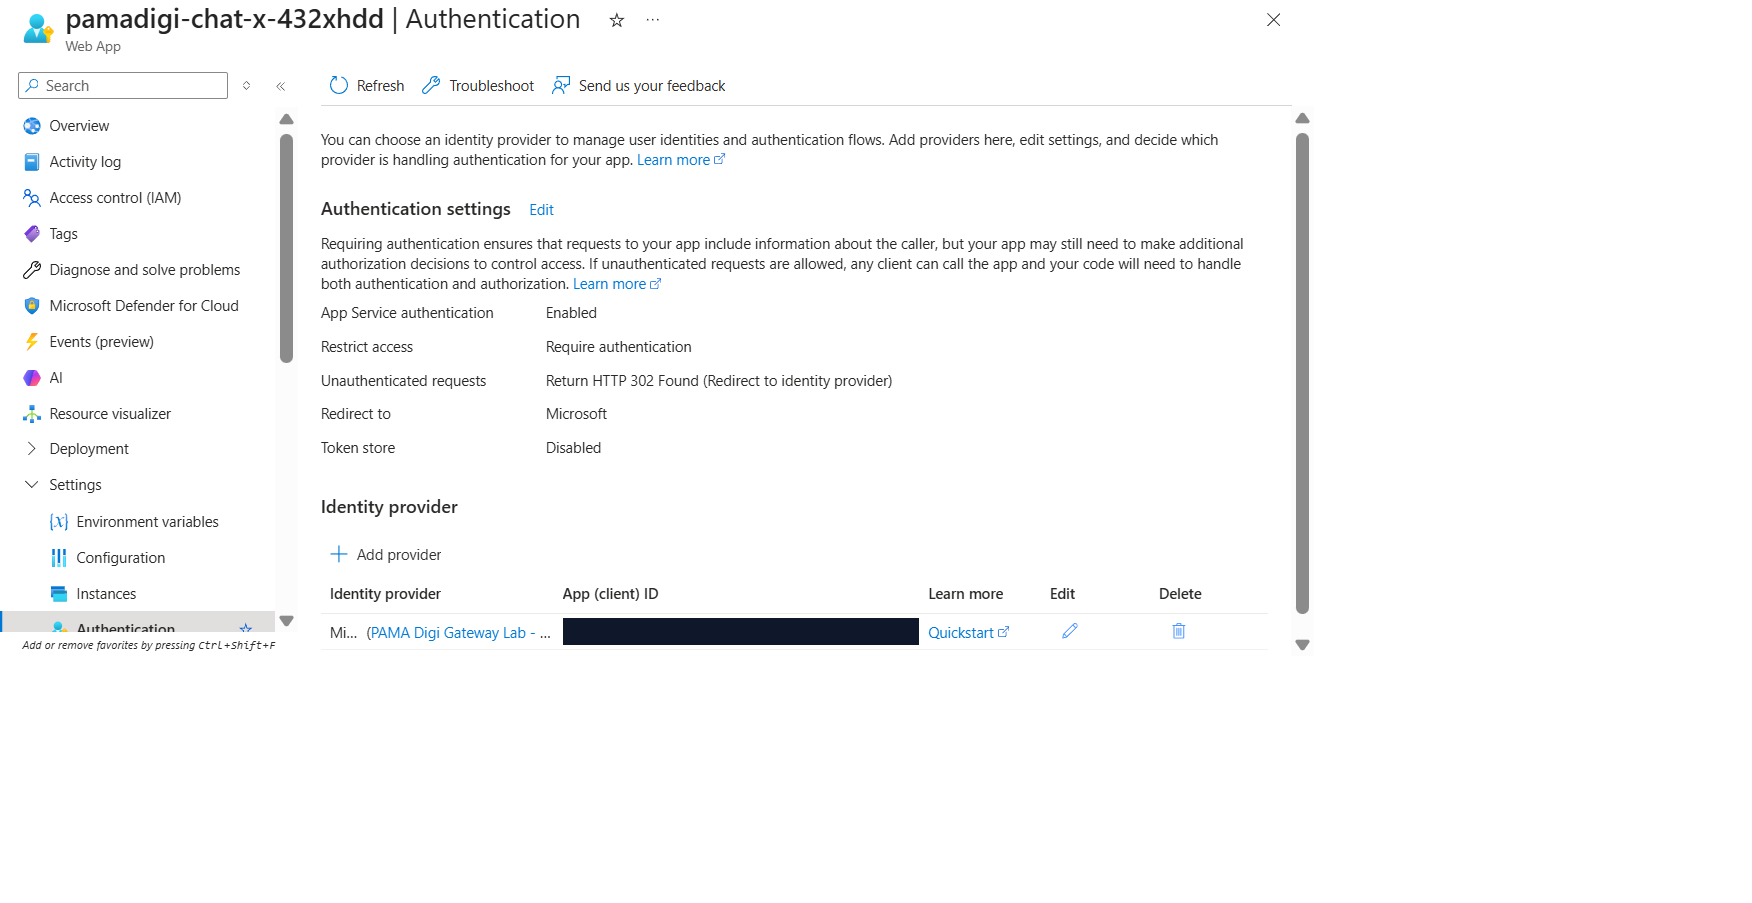 pamadigi-chat-x-432xhdd | Authentication
Web App
Search
Refresh
Troubleshoot
Send us your feedback
Overview
Activity log
Access control (IAM)
Tags
Diagnose and solve problems
Microsoft Defender for Cloud
Events (preview)
AI
Resource visualizer
Deployment
Settings
Environment variables
Configuration
Instances
Authentication
Add or remove favorites by pressing Ctrl+Shift+F
You can choose an identity provider to manage user identities and authentication flows. Add providers here, edit settings, and decide which
provider is handling authentication for your app. Learn more
Authentication settings Edit
Requiring authentication ensures that requests to your app include information about the caller, but your app may still need to make additional
authorization decisions to control access. If unauthenticated requests are allowed, any client can call the app and your code will need to handle
both authentication and authorization. Learn more
App Service authentication Enabled
Restrict access Require authentication
Unauthenticated requests Return HTTP 302 Found (Redirect to identity provider)
Redirect to Microsoft
Token store Disabled
Identity provider
Add provider
Identity provider App (client) ID Learn more Edit Delete
Mi... (PAMA Digi Gateway Lab - ... Quickstart